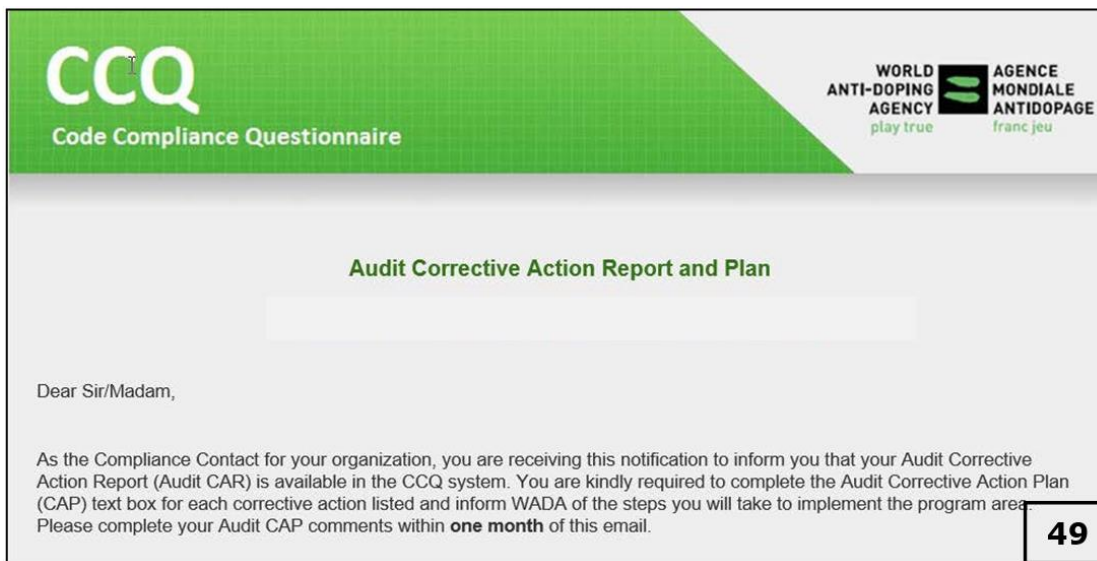 CCQ
Code Compliance Questionnaire
WORLD
ANTI-DOPING
AGENCY
play true
AGENCE
MONDIALE
ANTIDOPAGE
franc jeu
Audit Corrective Action Report and Plan
Dear Sir/Madam,
As the Compliance Contact for your organization, you are receiving this notification to inform you that your Audit Corrective
Action Report (Audit CAR) is available in the CCQ system. You are kindly required to complete the Audit Corrective Action Plan
(CAP) text box for each corrective action listed and inform WADA of the steps you will take to implement the program area.
Please complete your Audit CAP comments within one month of this email.
49